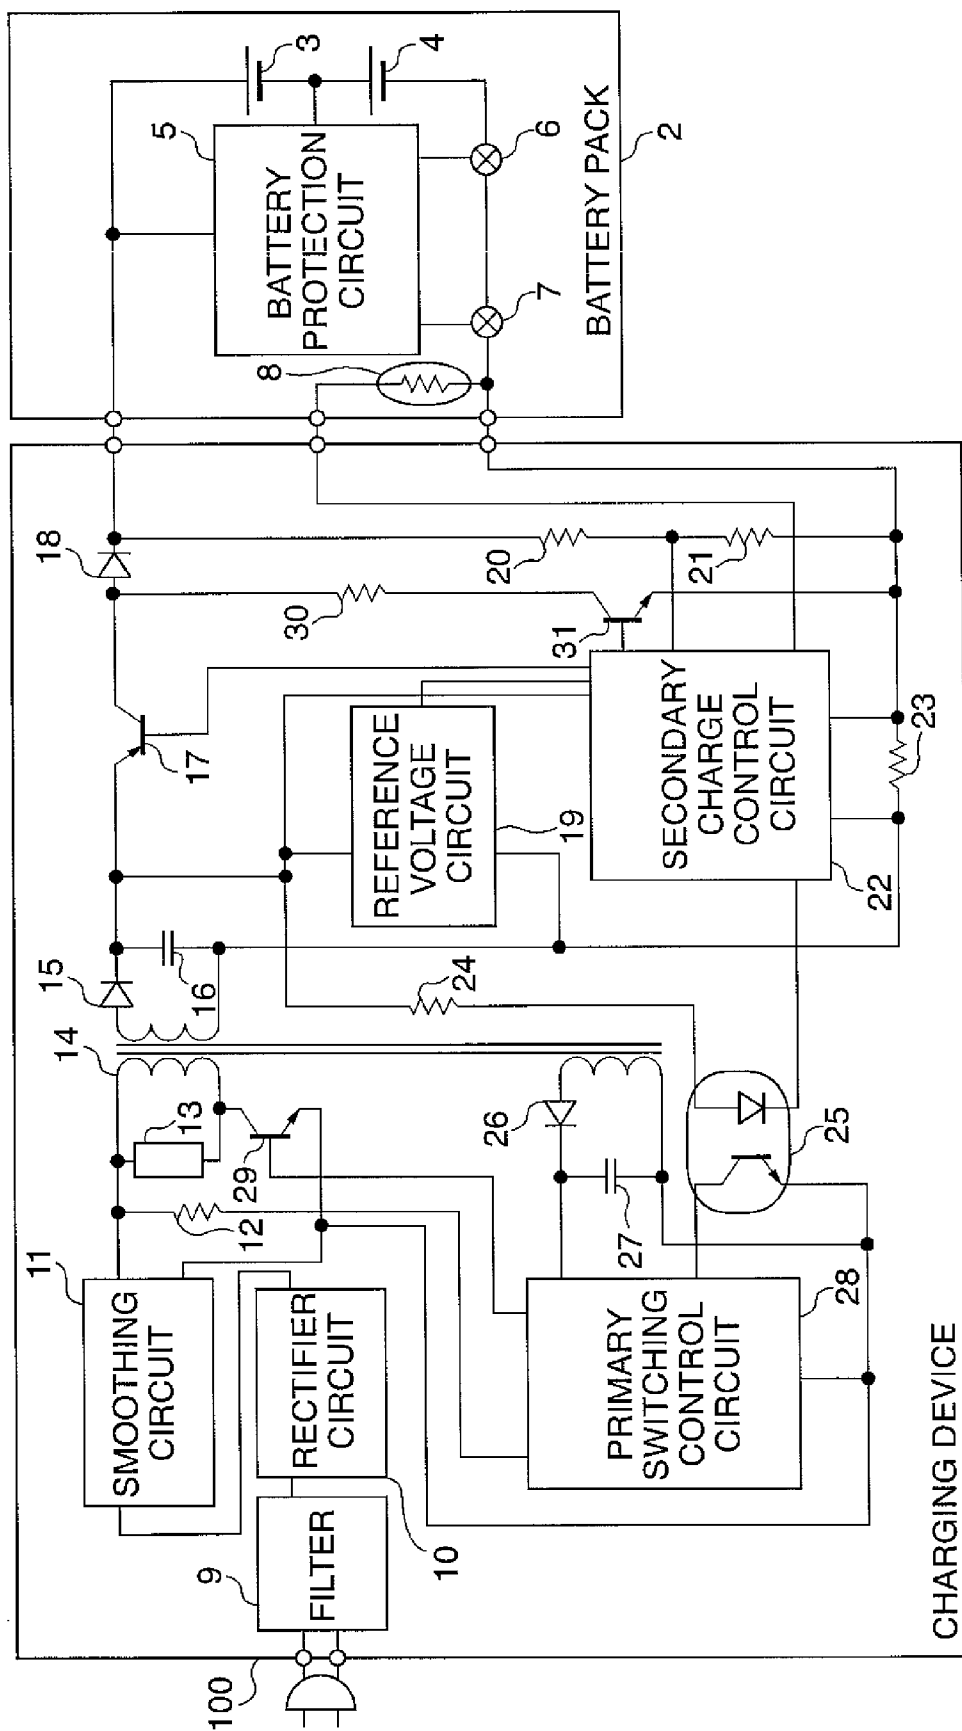 100
9
FILTER
10
RECTIFIER
CIRCUIT
11
SMOOTHING
CIRCUIT
12
13
14
29
15
16
17
18
19
REFERENCE
VOLTAGE
CIRCUIT
24
26
27
PRIMARY
SWITCHING
CONTROL
CIRCUIT
28
25
20
21
30
31
SECONDARY
CHARGE
CONTROL
CIRCUIT
22
23
CHARGING DEVICE
3
4
5
BATTERY
PROTECTION
CIRCUIT
6
7
8
BATTERY PACK
2